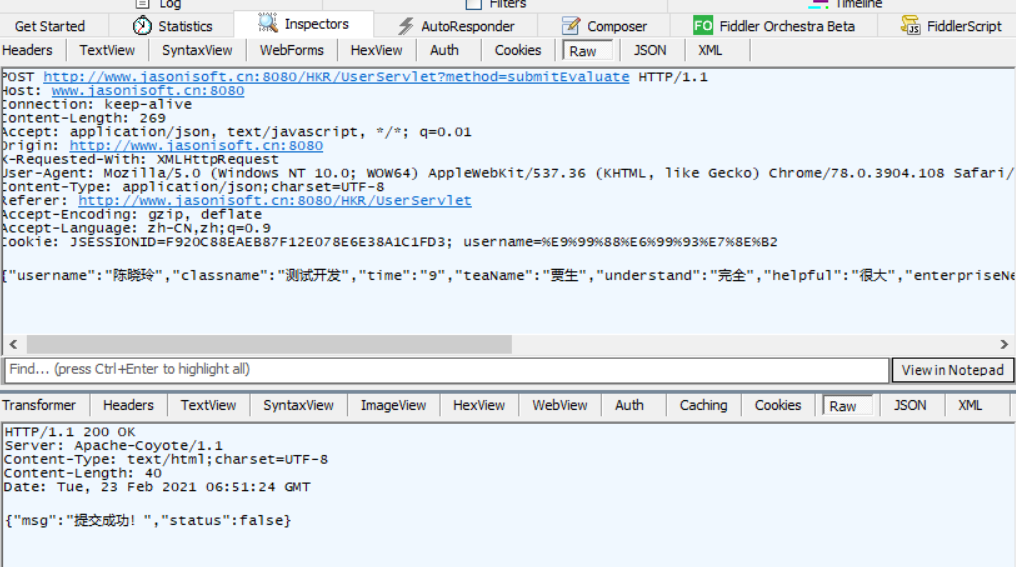 Log Filters Timeline
Get Started Statistics Inspectors AutoResponder Composer FO Fiddler Orchestra Beta JS FiddlerScript
Headers TextView SyntaxView WebForms HexView Auth Cookies Raw JSON XML
POST http://www.jasonisoft.cn:8080/HKR/UserServlet?method=submitEvaluate HTTP/1.1
Host: www.jasonisoft.cn:8080
Connection: keep-alive
Content-Length: 269
Accept: application/json, text/javascript, */*; q=0.01
Origin: http://www.jasonisoft.cn:8080
X-Requested-With: XMLHttpRequest
User-Agent: Mozilla/5.0 (Windows NT 10.0; WOW64) AppleWebKit/537.36 (KHTML, like Gecko) Chrome/78.0.3904.108 Safari/
Content-Type: application/json;charset=UTF-8
Referer: http://www.jasonisoft.cn:8080/HKR/UserServlet
Accept-Encoding: gzip, deflate
Accept-Language: zh-CN,zh;q=0.9
Cookie: JSESSIONID=F920C88EAEB87F12E078E6E38A1C1FD3; username=%E9%99%88%E6%99%93%E7%8E%B2
{"username":"陈晓玲","classname":"测试开发","time":"9","teaName":"贾生","understand":"完全","helpful":"很大","enterpriseNe
Find... (press Ctrl+Enter to highlight all) View in Notepad
Transformer Headers TextView SyntaxView ImageView HexView WebView Auth Caching Cookies Raw JSON XML
HTTP/1.1 200 OK
Server: Apache-Coyote/1.1
Content-Type: text/html;charset=UTF-8
Content-Length: 40
Date: Tue, 23 Feb 2021 06:51:24 GMT
{"msg":"提交成功！","status":false}